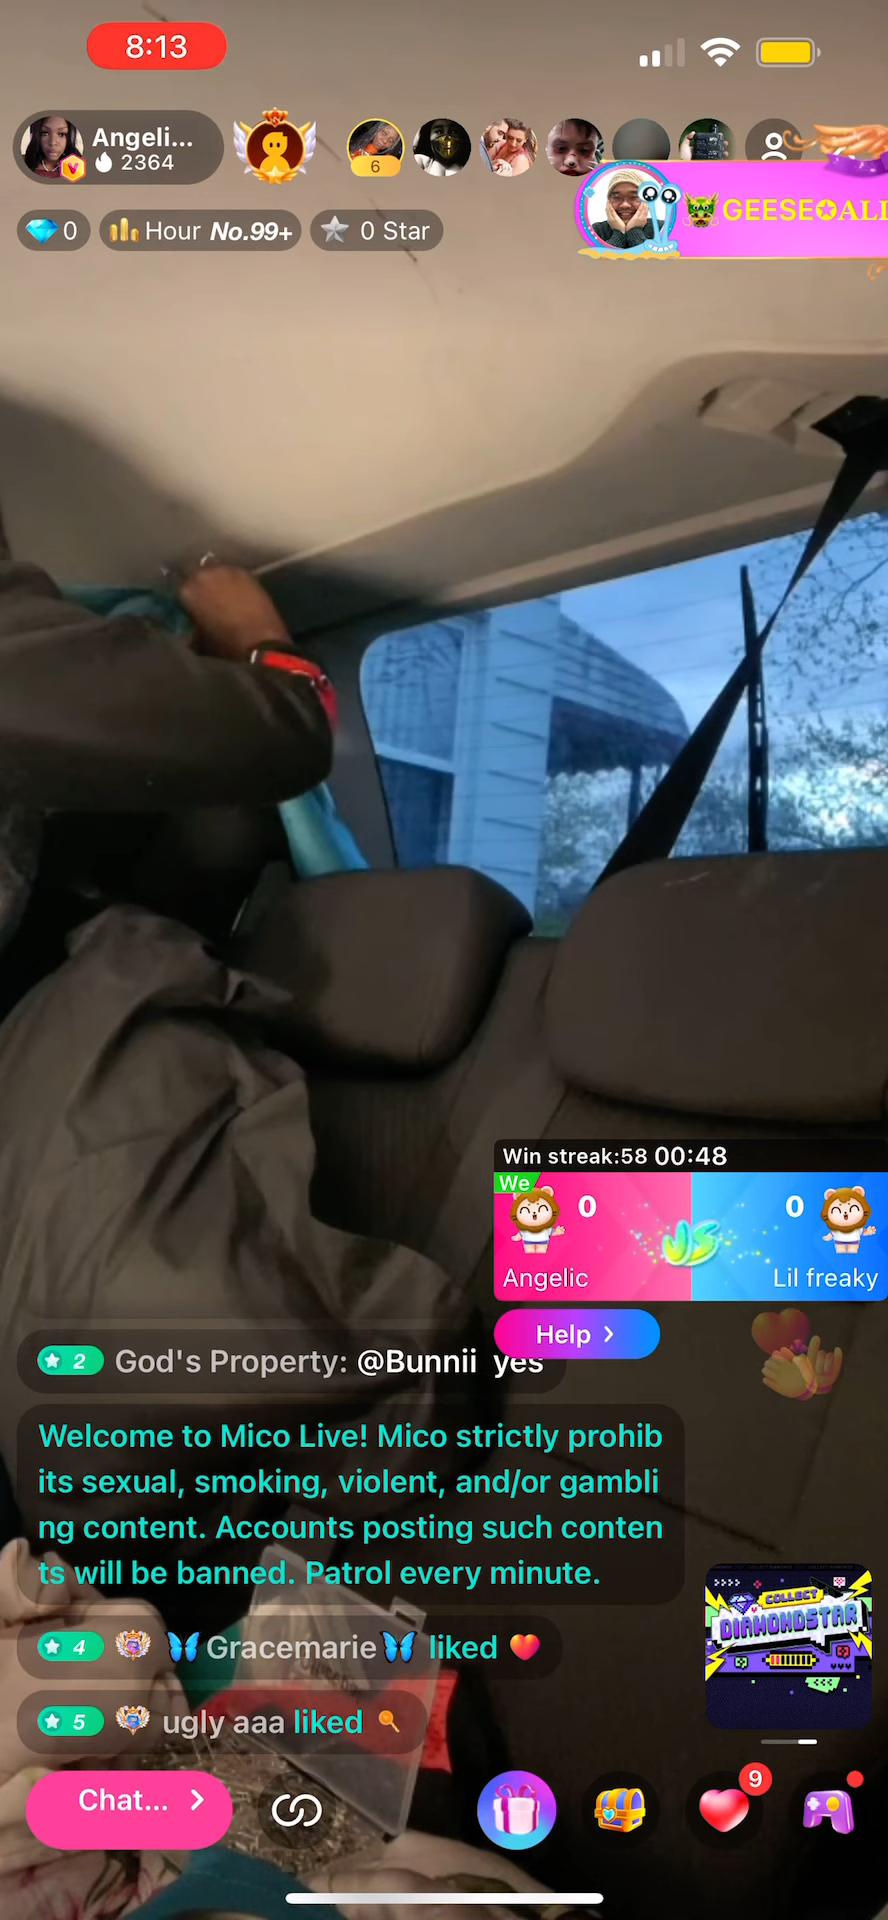 8:13
Angeli...
2364
6
GEESE✪ALL
0
Hour No.99+
0 Star
Win streak:58 00:48
We
0
0
VS
Angelic
Lil freaky
Help >
2 God's Property: @Bunnii yes
Welcome to Mico Live! Mico strictly prohib
its sexual, smoking, violent, and/or gambli
ng content. Accounts posting such conten
ts will be banned. Patrol every minute.
4 Gracemarie liked
5 ugly aaa liked
COLLECT
DIAMONDSTAR
Chat... >
9